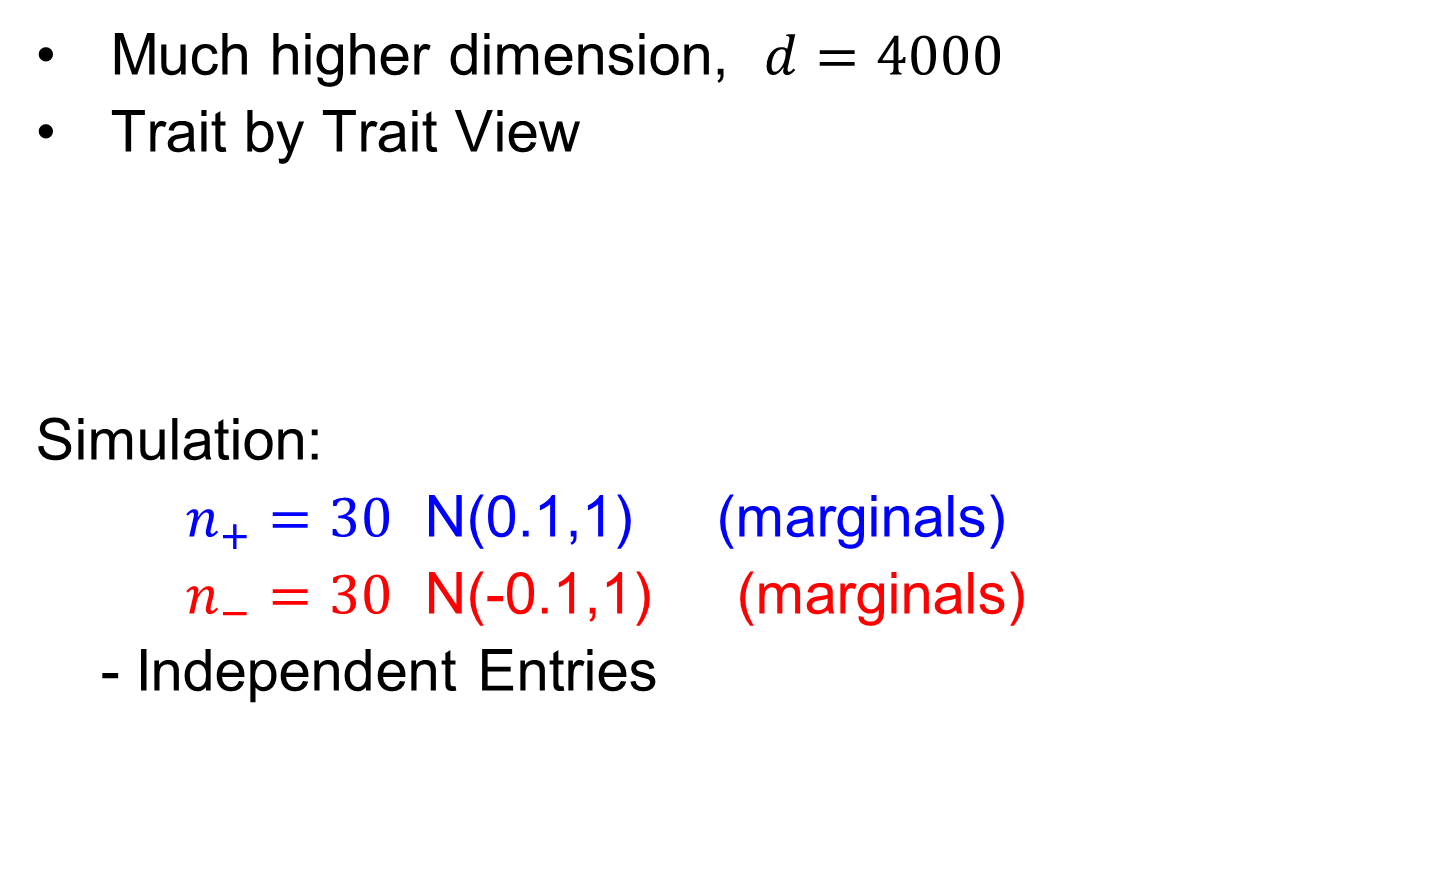 • Much higher dimension, d = 4000
• Trait by Trait View
Simulation:
n₊ = 30 N(0.1,1) (marginals)
n₋ = 30 N(-0.1,1) (marginals)
- Independent Entries